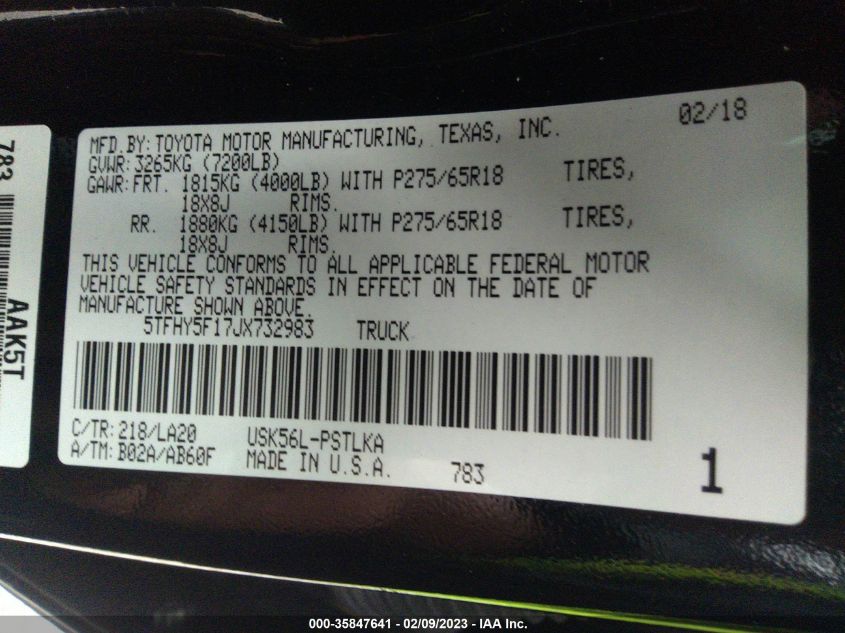 783
AAK5T
02/18
MFD.BY:TOYOTA MOTOR MANUFACTURING, TEXAS, INC.
GVWR:3265KG (7200LB)
GAWR:FRT. 1815KG (4000LB) WITH P275/65R18 TIRES,
18X8J RIMS.
RR. 1880KG (4150LB) WITH P275/65R18 TIRES,
18X8J RIMS.
THIS VEHICLE CONFORMS TO ALL APPLICABLE FEDERAL MOTOR
VEHICLE SAFETY STANDARDS IN EFFECT ON THE DATE OF
MANUFACTURE SHOWN ABOVE.
5TFHY5F17JX732983 TRUCK
C/TR:218/LA20 USK56L-PSTLKA
A/TM:B02A/AB60F MADE IN U.S.A. 783
1
000-35847641 - 02/09/2023 - IAA Inc.